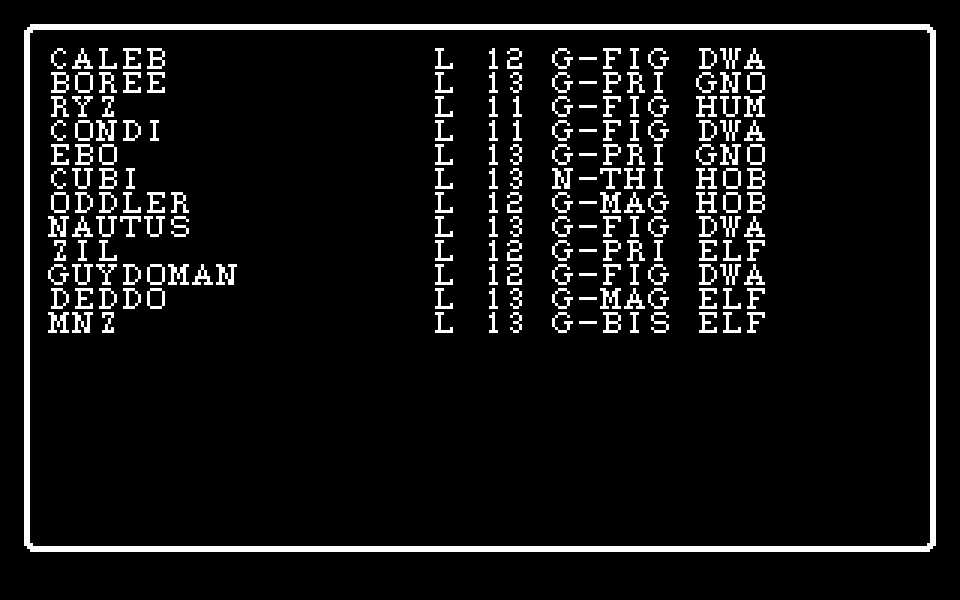 CALEB L 12 G-FIG DWA
BOREE L 13 G-PRI GNO
RYZ L 11 G-FIG HUM
CONDI L 11 G-FIG DWA
EBO L 13 G-PRI GNO
CUBI L 13 N-THI HOB
ODDLER L 12 G-MAG HOB
NAUTUS L 13 G-FIG DWA
ZIL L 12 G-PRI ELF
GUYDOMAN L 12 G-FIG DWA
DEDDO L 13 G-MAG ELF
MNZ L 13 G-BIS ELF